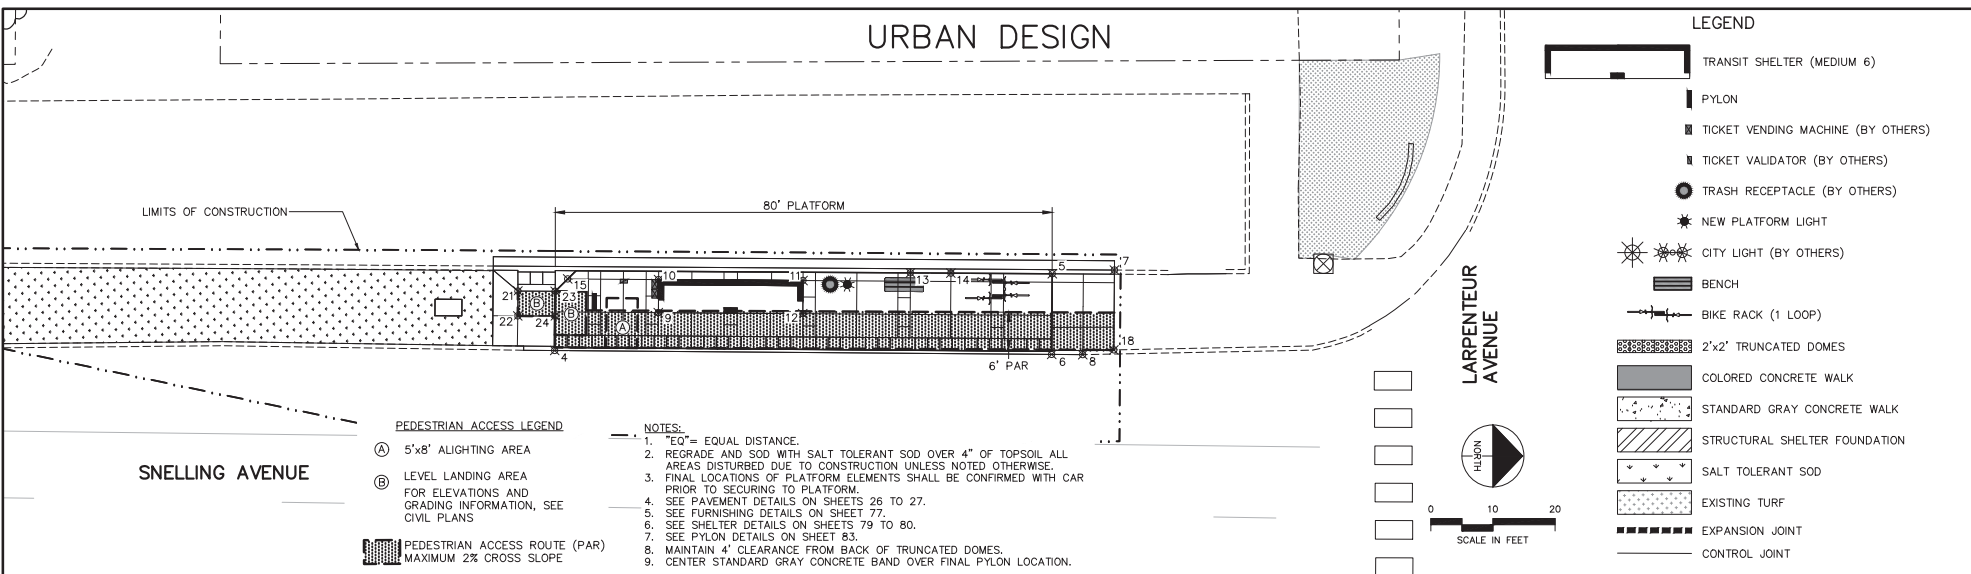 URBAN DESIGN
LIMITS OF CONSTRUCTION
80' PLATFORM
5
7
10
11
13
14
15
21
23
B
22
24
B
A
9
12
4
6' PAR
6
8
18
LARPENTEUR
AVENUE
SNELLING AVENUE
PEDESTRIAN ACCESS LEGEND
A 5'x8' ALIGHTING AREA
B LEVEL LANDING AREA
FOR ELEVATIONS AND
GRADING INFORMATION, SEE
CIVIL PLANS
PEDESTRIAN ACCESS ROUTE (PAR)
MAXIMUM 2% CROSS SLOPE
NOTES:
1. "EQ"= EQUAL DISTANCE.
2. REGRADE AND SOD WITH SALT TOLERANT SOD OVER 4" OF TOPSOIL ALL
AREAS DISTURBED DUE TO CONSTRUCTION UNLESS NOTED OTHERWISE.
3. FINAL LOCATIONS OF PLATFORM ELEMENTS SHALL BE CONFIRMED WITH CAR
PRIOR TO SECURING TO PLATFORM.
4. SEE PAVEMENT DETAILS ON SHEETS 26 TO 27.
5. SEE FURNISHING DETAILS ON SHEET 77.
6. SEE SHELTER DETAILS ON SHEETS 79 TO 80.
7. SEE PYLON DETAILS ON SHEET 83.
8. MAINTAIN 4' CLEARANCE FROM BACK OF TRUNCATED DOMES.
9. CENTER STANDARD GRAY CONCRETE BAND OVER FINAL PYLON LOCATION.
NORTH
0 10 20
SCALE IN FEET
LEGEND
TRANSIT SHELTER (MEDIUM 6)
PYLON
TICKET VENDING MACHINE (BY OTHERS)
TICKET VALIDATOR (BY OTHERS)
TRASH RECEPTACLE (BY OTHERS)
NEW PLATFORM LIGHT
CITY LIGHT (BY OTHERS)
BENCH
BIKE RACK (1 LOOP)
2'x2' TRUNCATED DOMES
COLORED CONCRETE WALK
STANDARD GRAY CONCRETE WALK
STRUCTURAL SHELTER FOUNDATION
SALT TOLERANT SOD
EXISTING TURF
EXPANSION JOINT
CONTROL JOINT